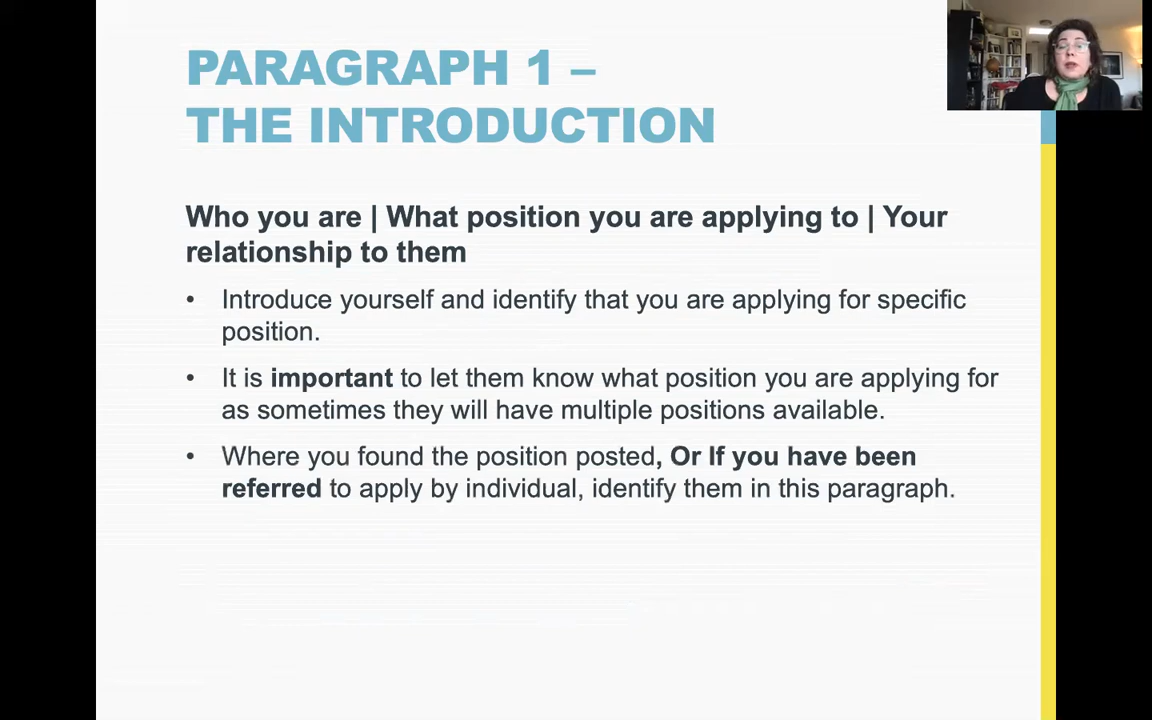 PARAGRAPH 1 –
THE INTRODUCTION
Who you are | What position you are applying to | Your
relationship to them
• Introduce yourself and identify that you are applying for specific
position.
• It is important to let them know what position you are applying for
as sometimes they will have multiple positions available.
• Where you found the position posted, Or If you have been
referred to apply by individual, identify them in this paragraph.